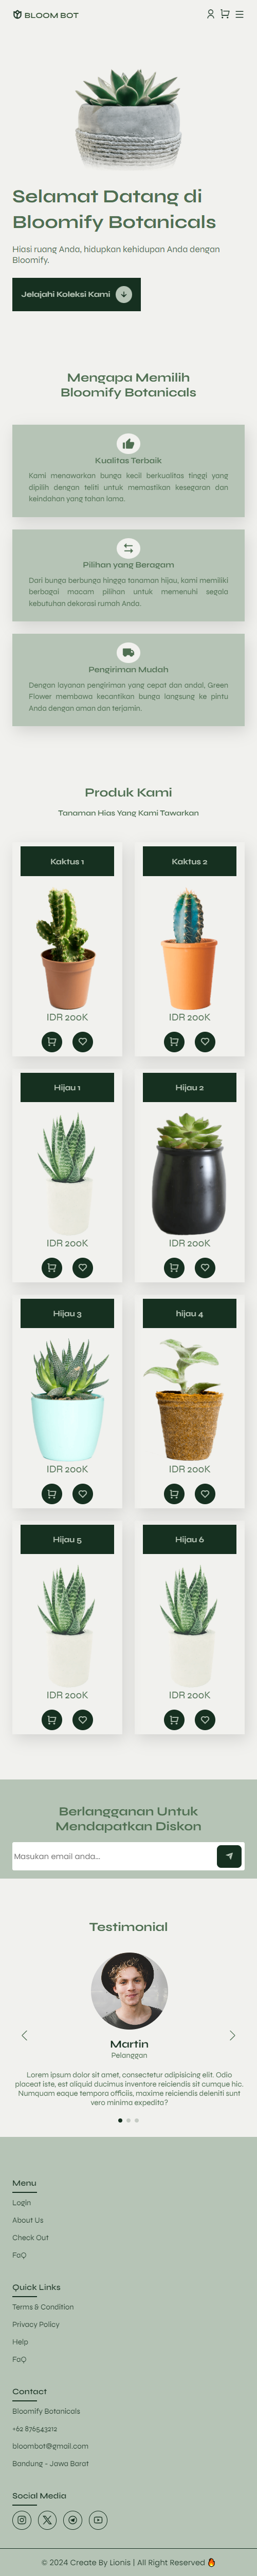 BLOOM BOT
Selamat Datang di
Bloomify Botanicals
Hiasi ruang Anda, hidupkan kehidupan Anda dengan
Bloomify.
Jelajahi Koleksi Kami
Mengapa Memilih
Bloomify Botanicals
Kualitas Terbaik
Kami menawarkan bunga kecil berkualitas tinggi yang
dipilih dengan teliti untuk memastikan kesegaran dan
keindahan yang tahan lama.
Pilihan yang Beragam
Dari bunga berbunga hingga tanaman hijau, kami memiliki
berbagai macam pilihan untuk memenuhi segala
kebutuhan dekorasi rumah Anda.
Pengiriman Mudah
Dengan layanan pengiriman yang cepat dan andal, Green
Flower membawa kecantikan bunga langsung ke pintu
Anda dengan aman dan terjamin.
Produk Kami
Tanaman Hias Yang Kami Tawarkan
Kaktus 1
IDR 200K
Kaktus 2
IDR 200K
Hijau 1
IDR 200K
Hijau 2
IDR 200K
Hijau 3
IDR 200K
hijau 4
IDR 200K
Hijau 5
IDR 200K
Hijau 6
IDR 200K
Berlangganan Untuk
Mendapatkan Diskon
Masukan email anda...
Testimonial
Martin
Pelanggan
Lorem ipsum dolor sit amet, consectetur adipisicing elit. Odio
placeat iste, est aliquid ducimus inventore reiciendis sit cumque hic.
Numquam eaque tempora officiis, maxime reiciendis deleniti sunt
vero minima expedita?
Menu
Login
About Us
Check Out
FaQ
Quick Links
Terms & Condition
Privacy Policy
Help
FaQ
Contact
Bloomify Botanicals
+62 876543212
bloombot@gmail.com
Bandung - Jawa Barat
Social Media
© 2024 Create By Lionis | All Right Reserved 🔥